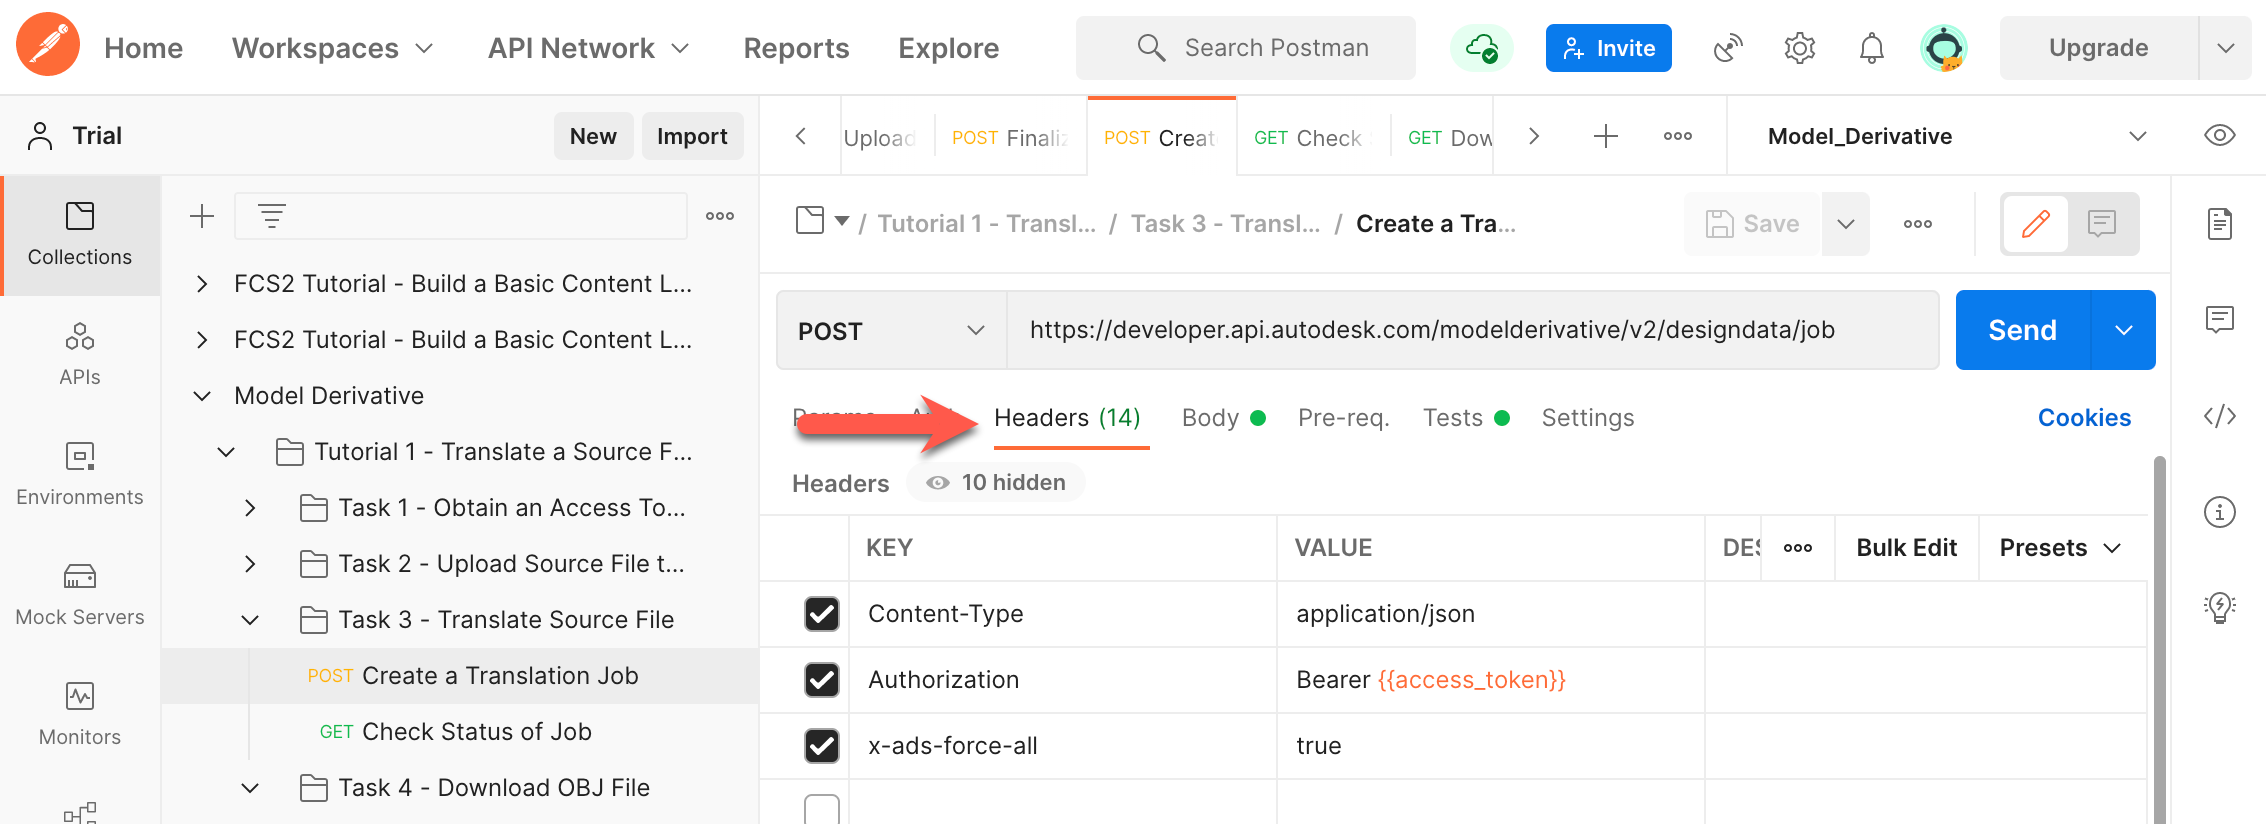 Home Workspaces API Network Reports Explore Search Postman Invite Upgrade
Trial New Import
Upload POST Finaliz POST Creat GET Check GET Dow Model_Derivative
Collections
APIs
Environments
Mock Servers
Monitors
FCS2 Tutorial - Build a Basic Content L...
FCS2 Tutorial - Build a Basic Content L...
Model Derivative
Tutorial 1 - Translate a Source F...
Task 1 - Obtain an Access To...
Task 2 - Upload Source File t...
Task 3 - Translate Source File
POST Create a Translation Job
GET Check Status of Job
Task 4 - Download OBJ File
/ Tutorial 1 - Transl... / Task 3 - Transl... / Create a Tra... Save
POST https://developer.api.autodesk.com/modelderivative/v2/designdata/job Send
Params Headers (14) Body Pre-req. Tests Settings Cookies
Headers 10 hidden
KEY VALUE DES Bulk Edit Presets
Content-Type application/json
Authorization Bearer {{access_token}}
x-ads-force-all true